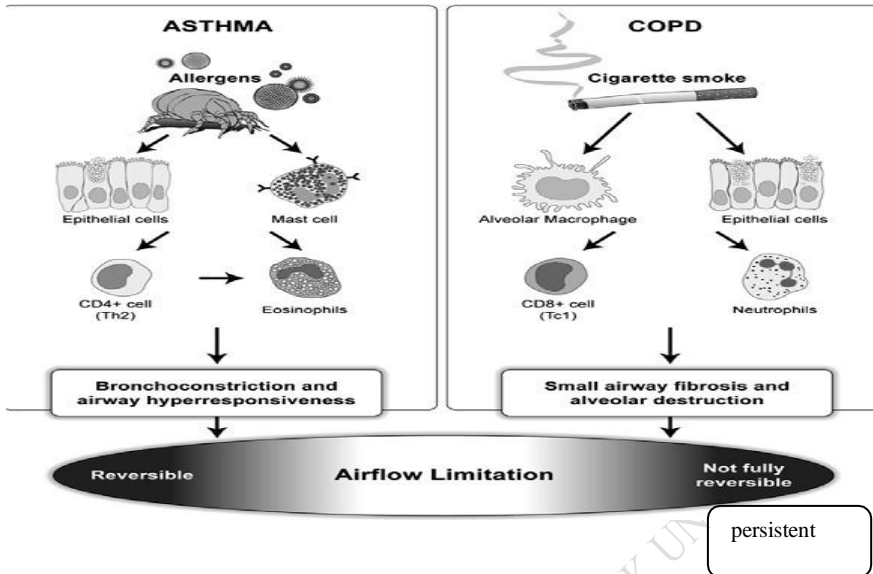 ASTHMA
Allergens
Epithelial cells
Mast cell
CD4+ cell
(Th2)
Eosinophils
Bronchoconstriction and
airway hyperresponsiveness
COPD
Cigarette smoke
Alveolar Macrophage
Epithelial cells
CD8+ cell
(Tc1)
Neutrophils
Small airway fibrosis and
alveolar destruction
Reversible
Airflow Limitation
Not fully
reversible
persistent